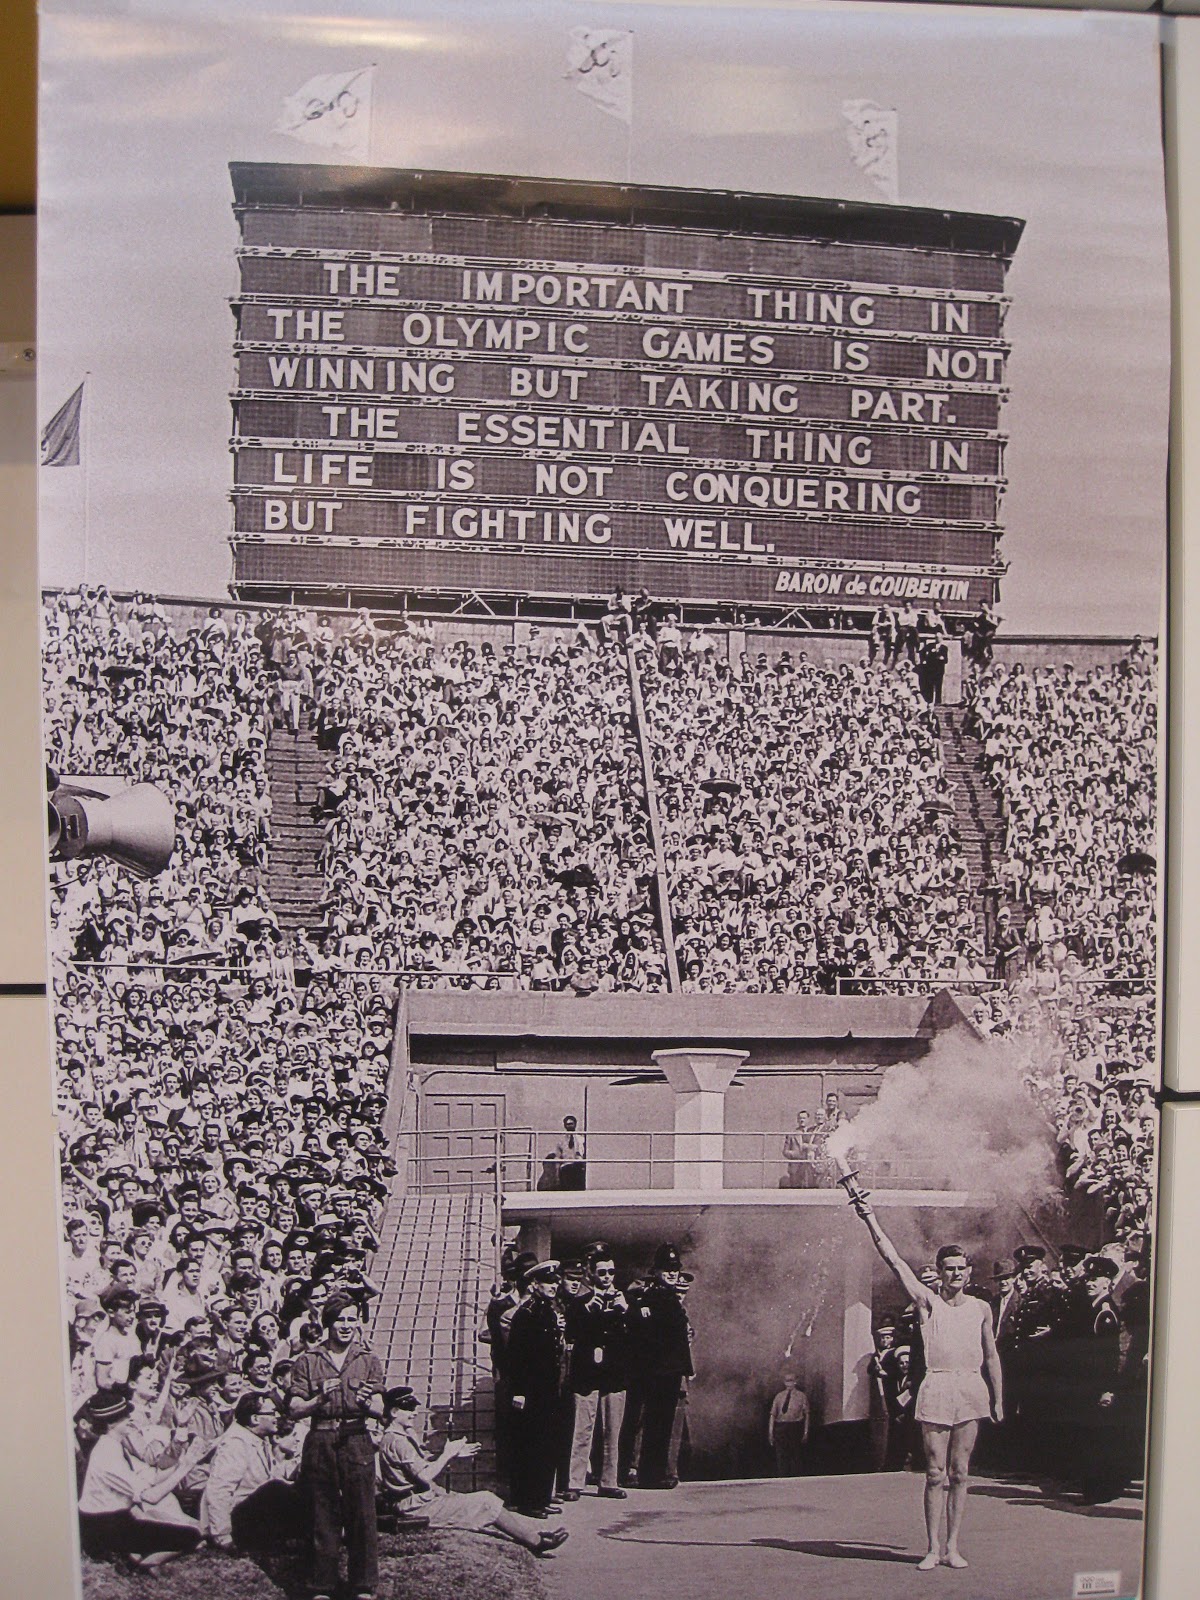 THE IMPORTANT THING IN
THE OLYMPIC GAMES IS NOT
WINNING BUT TAKING PART.
THE ESSENTIAL THING IN
LIFE IS NOT CONQUERING
BUT FIGHTING WELL.
BARON de COUBERTIN